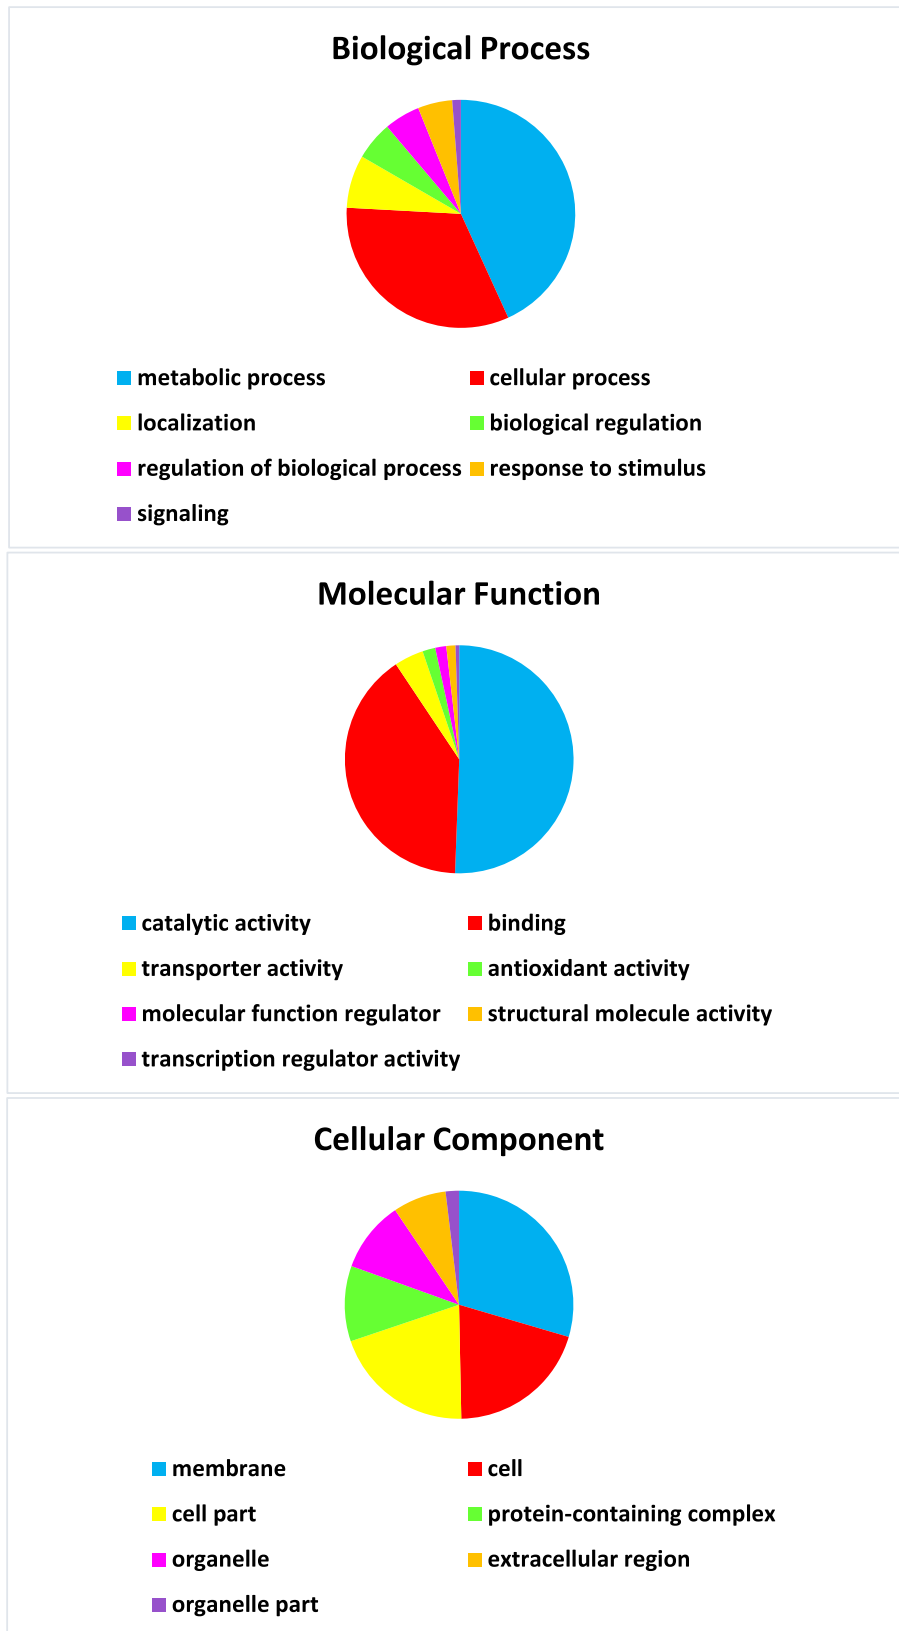 Biological Process
metabolic process
cellular process
localization
biological regulation
regulation of biological process
response to stimulus
signaling
Molecular Function
catalytic activity
binding
transporter activity
antioxidant activity
molecular function regulator
structural molecule activity
transcription regulator activity
Cellular Component
membrane
cell
cell part
protein-containing complex
organelle
extracellular region
organelle part